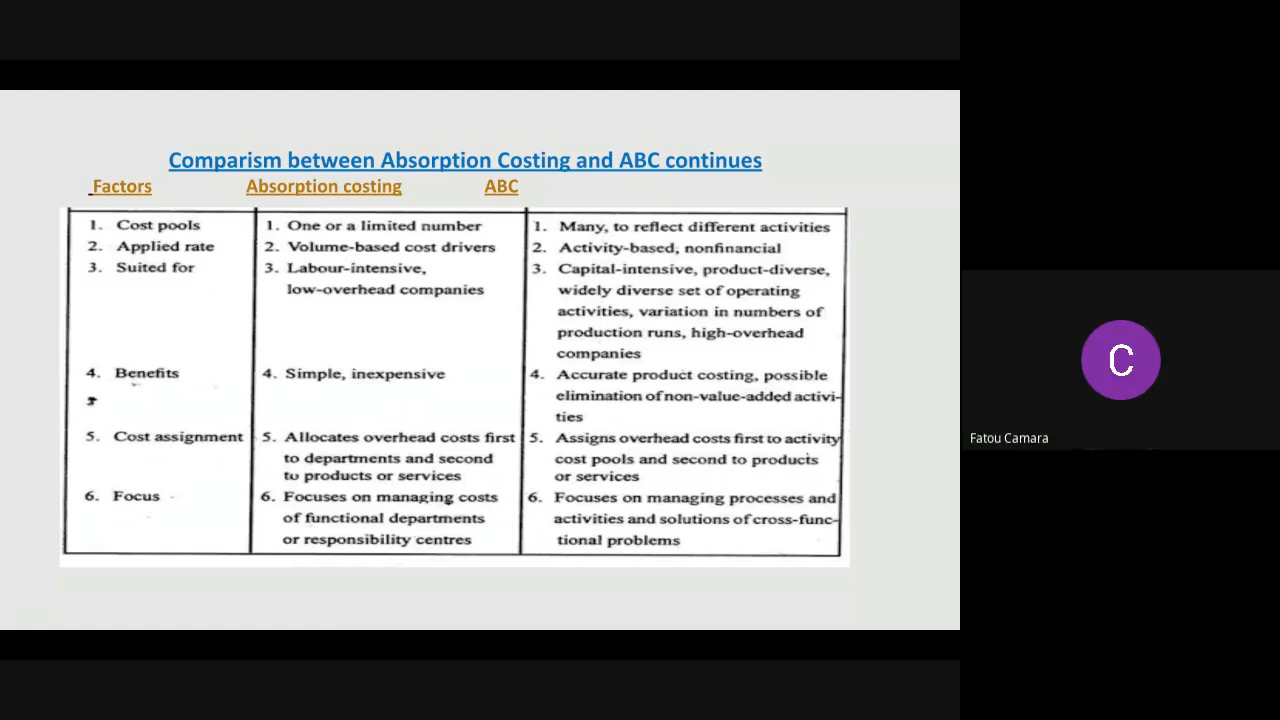 Comparism between Absorption Costing and ABC continues
Factors Absorption costing ABC
1. Cost pools
2. Applied rate
3. Suited for
4. Benefits
5. Cost assignment
6. Focus
1. One or a limited number
2. Volume-based cost drivers
3. Labour-intensive,
low-overhead companies
4. Simple, inexpensive
5. Allocates overhead costs first
to departments and second
to products or services
6. Focuses on managing costs
of functional departments
or responsibility centres
1. Many, to reflect different activities
2. Activity-based, nonfinancial
3. Capital-intensive, product-diverse,
widely diverse set of operating
activities, variation in numbers of
production runs, high-overhead
companies
4. Accurate product costing, possible
elimination of non-value-added activi-
ties
5. Assigns overhead costs first to activity
cost pools and second to products
or services
6. Focuses on managing processes and
activities and solutions of cross-func-
tional problems
C
Fatou Camara